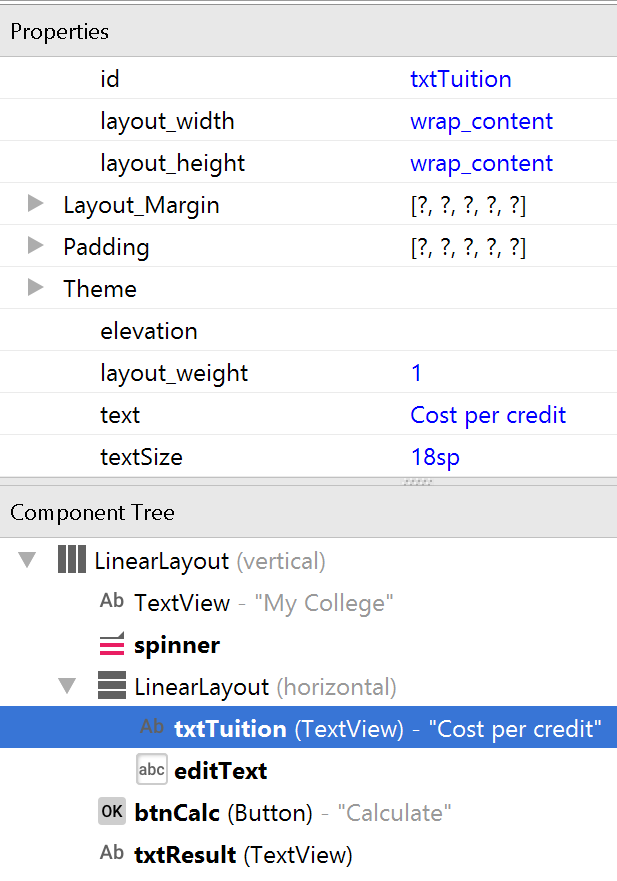 Properties
id txtTuition
layout_width wrap_content
layout_height wrap_content
Layout_Margin [?, ?, ?, ?, ?]
Padding [?, ?, ?, ?, ?]
Theme
elevation
layout_weight 1
text Cost per credit
textSize 18sp
Component Tree
LinearLayout (vertical)
Ab TextView - "My College"
spinner
LinearLayout (horizontal)
Ab txtTuition (TextView) - "Cost per credit"
abc editText
OK btnCalc (Button) - "Calculate"
Ab txtResult (TextView)